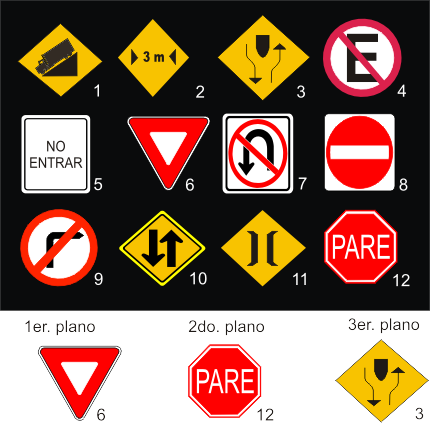 1
3 m
2
3
E
4
NO
ENTRAR
5
6
7
8
9
10
11
PARE
12
1er. plano
2do. plano
3er. plano
6
PARE
12
3